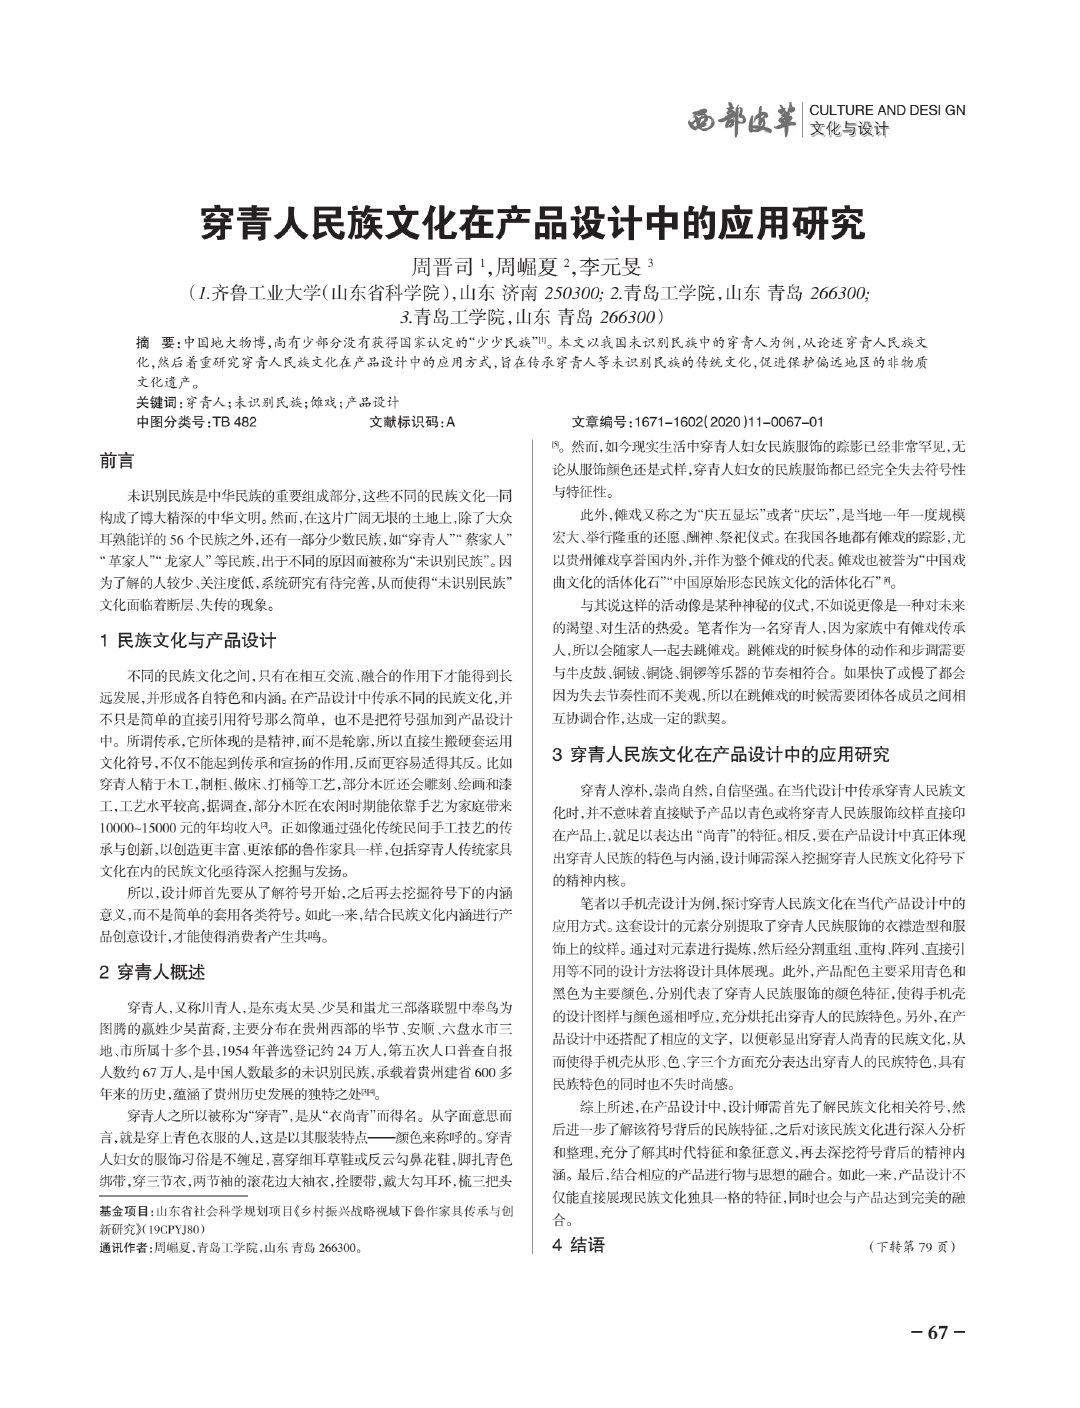 西部皮革
CULTURE AND DESIGN
文化与设计
穿青人民族文化在产品设计中的应用研究
周晋司 1,周崛夏 2,李元旻 3
（1.齐鲁工业大学(山东省科学院),山东 济南 250300; 2.青岛工学院,山东 青岛 266300;
3.青岛工学院,山东 青岛 266300）
摘 要:中国地大物博,尚有少部分没有获得国家认定的“少少民族”[1]。本文以我国未识别民族中的穿青人为例,从论述穿青人民族文
化,然后着重研究穿青人民族文化在产品设计中的应用方式,旨在传承穿青人等未识别民族的传统文化,促进保护偏远地区的非物质
文化遗产。
关键词:穿青人;未识别民族;傩戏;产品设计
中图分类号:TB 482 文献标识码:A 文章编号:1671-1602(2020)11-0067-01
前言
未识别民族是中华民族的重要组成部分,这些不同的民族文化一同
构成了博大精深的中华文明。然而,在这片广阔无垠的土地上,除了大众
耳熟能详的 56 个民族之外,还有一部分少数民族,如“穿青人”“ 蔡家人”
“ 革家人”“ 龙家人” 等民族,出于不同的原因而被称为“未识别民族”。因
为了解的人较少、关注度低,系统研究有待完善,从而使得“未识别民族”
文化面临着断层、失传的现象。
1 民族文化与产品设计
不同的民族文化之间,只有在相互交流、融合的作用下才能得到长
远发展,并形成各自特色和内涵。在产品设计中传承不同的民族文化,并
不只是简单的直接引用符号那么简单，也不是把符号强加到产品设计
中。所谓传承,它所体现的是精神,而不是轮廓,所以直接生搬硬套运用
文化符号,不仅不能起到传承和宣扬的作用,反而更容易适得其反。比如
穿青人精于木工,制柜、做床、打桶等工艺,部分木匠还会雕刻、绘画和漆
工,工艺水平较高,据调查,部分木匠在农闲时期能依靠手艺为家庭带来
10000~15000 元的年均收入[2]。正如像通过强化传统民间手工技艺的传
承与创新,以创造更丰富、更浓郁的鲁作家具一样,包括穿青人传统家具
文化在内的民族文化亟待深入挖掘与发扬。
所以,设计师首先要从了解符号开始,之后再去挖掘符号下的内涵
意义,而不是简单的套用各类符号。如此一来,结合民族文化内涵进行产
品创意设计,才能使得消费者产生共鸣。
2 穿青人概述
穿青人,又称川青人,是东夷太昊、少昊和蚩尤三部落联盟中奉鸟为
图腾的嬴姓少昊苗裔,主要分布在贵州西部的毕节、安顺、六盘水市三
地、市所属十多个县,1954 年普选登记约 24 万人,第五次人口普查自报
人数约 67 万人,是中国人数最多的未识别民族,承载着贵州建省 600 多
年来的历史,蕴涵了贵州历史发展的独特之处[3][4]。
穿青人之所以被称为“穿青”,是从“衣尚青”而得名。从字面意思而
言,就是穿上青色衣服的人,这是以其服装特点——颜色来称呼的。穿青
人妇女的服饰习俗是不缠足,喜穿细耳草鞋或反云勾鼻花鞋,脚扎青色
绑带,穿三节衣,两节袖的滚花边大袖衣,拴腰带,戴大勾耳环,梳三把头
基金项目:山东省社会科学规划项目《乡村振兴战略视域下鲁作家具传承与创
新研究》(19CPYJ80)
通讯作者:周崛夏,青岛工学院,山东 青岛 266300。
[5]。然而,如今现实生活中穿青人妇女民族服饰的踪影已经非常罕见,无
论从服饰颜色还是式样,穿青人妇女的民族服饰都已经完全失去符号性
与特征性。
此外,傩戏又称之为“庆五显坛”或者“庆坛”,是当地一年一度规模
宏大、举行隆重的还愿、酬神、祭祀仪式。在我国各地都有傩戏的踪影,尤
以贵州傩戏享誉国内外,并作为整个傩戏的代表。傩戏也被誉为“中国戏
曲文化的活体化石”“中国原始形态民族文化的活体化石” [6]。
与其说这样的活动像是某种神秘的仪式,不如说更像是一种对未来
的渴望、对生活的热爱。笔者作为一名穿青人,因为家族中有傩戏传承
人,所以会随家人一起去跳傩戏。跳傩戏的时候身体的动作和步调需要
与牛皮鼓、铜钹、铜铙、铜锣等乐器的节奏相符合。如果快了或慢了都会
因为失去节奏性而不美观,所以在跳傩戏的时候需要团体各成员之间相
互协调合作,达成一定的默契。
3 穿青人民族文化在产品设计中的应用研究
穿青人淳朴,崇尚自然,自信坚强。在当代设计中传承穿青人民族文
化时,并不意味着直接赋予产品以青色或将穿青人民族服饰纹样直接印
在产品上,就足以表达出 “尚青”的特征。相反,要在产品设计中真正体现
出穿青人民族的特色与内涵,设计师需深入挖掘穿青人民族文化符号下
的精神内核。
笔者以手机壳设计为例,探讨穿青人民族文化在当代产品设计中的
应用方式。这套设计的元素分别提取了穿青人民族服饰的衣襟造型和服
饰上的纹样。通过对元素进行提炼,然后经分割重组、重构、阵列、直接引
用等不同的设计方法将设计具体展现。此外,产品配色主要采用青色和
黑色为主要颜色,分别代表了穿青人民族服饰的颜色特征,使得手机壳
的设计图样与颜色遥相呼应,充分烘托出穿青人的民族特色。另外,在产
品设计中还搭配了相应的文字，以便彰显出穿青人尚青的民族文化,从
而使得手机壳从形、色、字三个方面充分表达出穿青人的民族特色,具有
民族特色的同时也不失时尚感。
综上所述,在产品设计中,设计师需首先了解民族文化相关符号,然
后进一步了解该符号背后的民族特征,之后对该民族文化进行深入分析
和整理,充分了解其时代特征和象征意义,再去深挖符号背后的精神内
涵。最后,结合相应的产品进行物与思想的融合。如此一来,产品设计不
仅能直接展现民族文化独具一格的特征,同时也会与产品达到完美的融
合。
4 结语
（下转第 79 页）
- 67 -